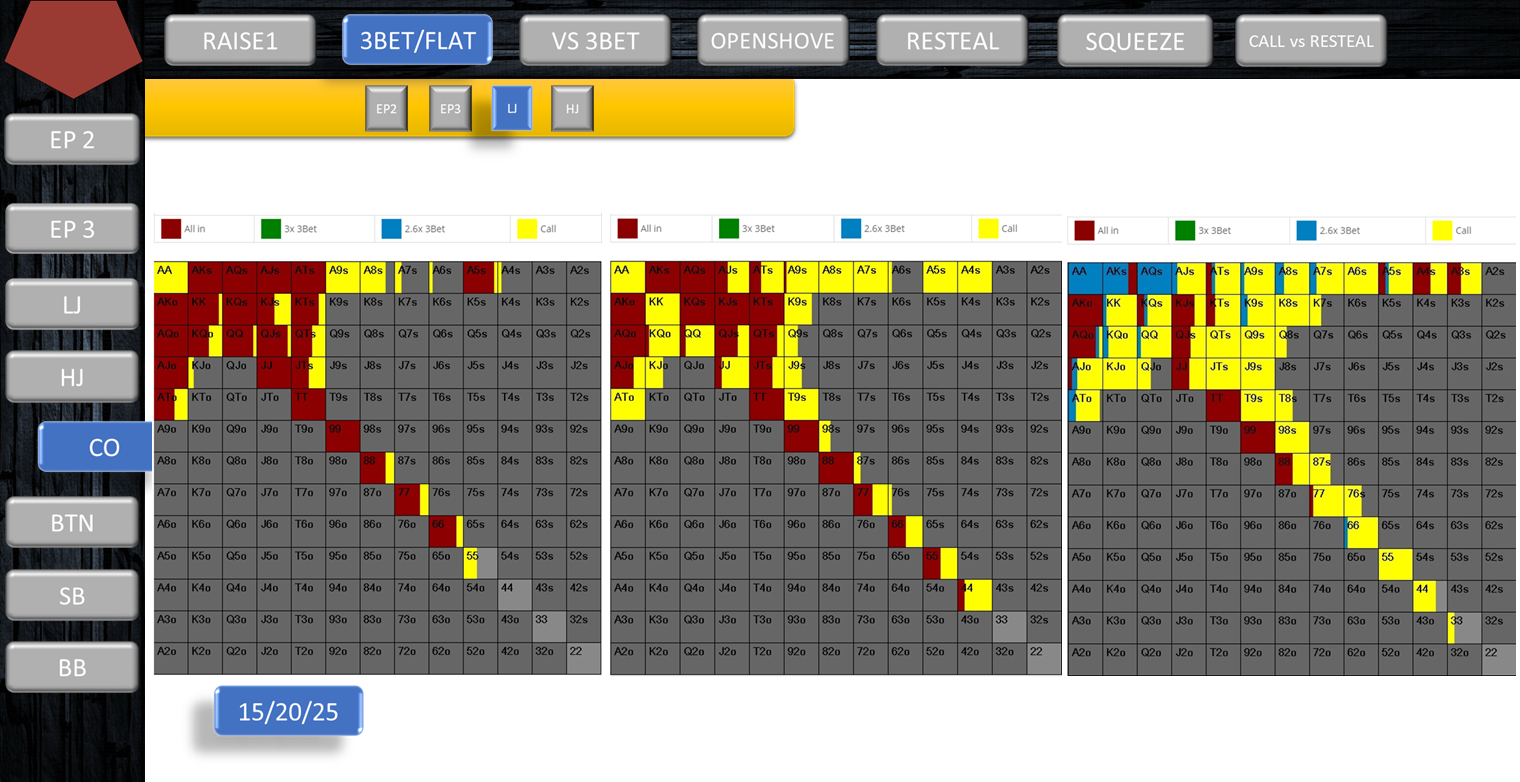 RAISE1 3BET/FLAT VS 3BET OPENSHOVE RESTEAL SQUEEZE CALL vs RESTEAL
EP2 EP3 LJ HJ
EP 2
EP 3
LJ
HJ
CO
BTN
SB
BB
All in 3x 3Bet 2.6x 3Bet Call
AA AKs AQs AJs ATs A9s A8s A7s A6s A5s A4s A3s A2s
AKo KK KQs KJs KTs K9s K8s K7s K6s K5s K4s K3s K2s
AQo KQo QQ QJs QTs Q9s Q8s Q7s Q6s Q5s Q4s Q3s Q2s
AJo KJo QJo JJ JTs J9s J8s J7s J6s J5s J4s J3s J2s
ATo KTo QTo JTo TT T9s T8s T7s T6s T5s T4s T3s T2s
A9o K9o Q9o J9o T9o 99 98s 97s 96s 95s 94s 93s 92s
A8o K8o Q8o J8o T8o 98o 88 87s 86s 85s 84s 83s 82s
A7o K7o Q7o J7o T7o 97o 87o 77 76s 75s 74s 73s 72s
A6o K6o Q6o J6o T6o 96o 86o 76o 66 65s 64s 63s 62s
A5o K5o Q5o J5o T5o 95o 85o 75o 65o 55 54s 53s 52s
A4o K4o Q4o J4o T4o 94o 84o 74o 64o 54o 44 43s 42s
A3o K3o Q3o J3o T3o 93o 83o 73o 63o 53o 43o 33 32s
A2o K2o Q2o J2o T2o 92o 82o 72o 62o 52o 42o 32o 22
All in 3x 3Bet 2.6x 3Bet Call
AA AKs AQs AJs ATs A9s A8s A7s A6s A5s A4s A3s A2s
AKo KK KQs KJs KTs K9s K8s K7s K6s K5s K4s K3s K2s
AQo KQo QQ QJs QTs Q9s Q8s Q7s Q6s Q5s Q4s Q3s Q2s
AJo KJo QJo JJ JTs J9s J8s J7s J6s J5s J4s J3s J2s
ATo KTo QTo JTo TT T9s T8s T7s T6s T5s T4s T3s T2s
A9o K9o Q9o J9o T9o 99 98s 97s 96s 95s 94s 93s 92s
A8o K8o Q8o J8o T8o 98o 88 87s 86s 85s 84s 83s 82s
A7o K7o Q7o J7o T7o 97o 87o 77 76s 75s 74s 73s 72s
A6o K6o Q6o J6o T6o 96o 86o 76o 66 65s 64s 63s 62s
A5o K5o Q5o J5o T5o 95o 85o 75o 65o 55 54s 53s 52s
A4o K4o Q4o J4o T4o 94o 84o 74o 64o 54o 44 43s 42s
A3o K3o Q3o J3o T3o 93o 83o 73o 63o 53o 43o 33 32s
A2o K2o Q2o J2o T2o 92o 82o 72o 62o 52o 42o 32o 22
All in 3x 3Bet 2.6x 3Bet Call
AA AKs AQs AJs ATs A9s A8s A7s A6s A5s A4s A3s A2s
AKo KK KQs KJs KTs K9s K8s K7s K6s K5s K4s K3s K2s
AQo KQo QQ QJs QTs Q9s Q8s Q7s Q6s Q5s Q4s Q3s Q2s
AJo KJo QJo JJ JTs J9s J8s J7s J6s J5s J4s J3s J2s
ATo KTo QTo JTo TT T9s T8s T7s T6s T5s T4s T3s T2s
A9o K9o Q9o J9o T9o 99 98s 97s 96s 95s 94s 93s 92s
A8o K8o Q8o J8o T8o 98o 88 87s 86s 85s 84s 83s 82s
A7o K7o Q7o J7o T7o 97o 87o 77 76s 75s 74s 73s 72s
A6o K6o Q6o J6o T6o 96o 86o 76o 66 65s 64s 63s 62s
A5o K5o Q5o J5o T5o 95o 85o 75o 65o 55 54s 53s 52s
A4o K4o Q4o J4o T4o 94o 84o 74o 64o 54o 44 43s 42s
A3o K3o Q3o J3o T3o 93o 83o 73o 63o 53o 43o 33 32s
A2o K2o Q2o J2o T2o 92o 82o 72o 62o 52o 42o 32o 22
15/20/25